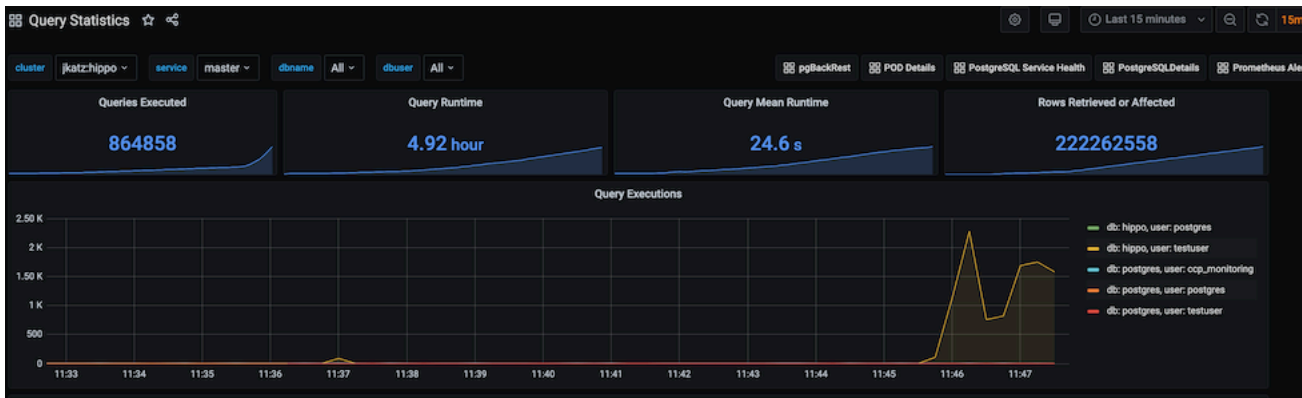 Query Statistics
Last 15 minutes 15m
cluster jkatz:hippo service master dbname All dbuser All pgBackRest POD Details PostgreSQL Service Health PostgreSQLDetails Prometheus Ale
Queries Executed Query Runtime Query Mean Runtime Rows Retrieved or Affected
864858 4.92 hour 24.6 s 222262558
Query Executions
2.50 K
2 K
1.50 K
1 K
500
0
11:33 11:34 11:35 11:36 11:37 11:38 11:39 11:40 11:41 11:42 11:43 11:44 11:45 11:46 11:47
db: hippo, user: postgres
db: hippo, user: testuser
db: postgres, user: ccp_monitoring
db: postgres, user: postgres
db: postgres, user: testuser